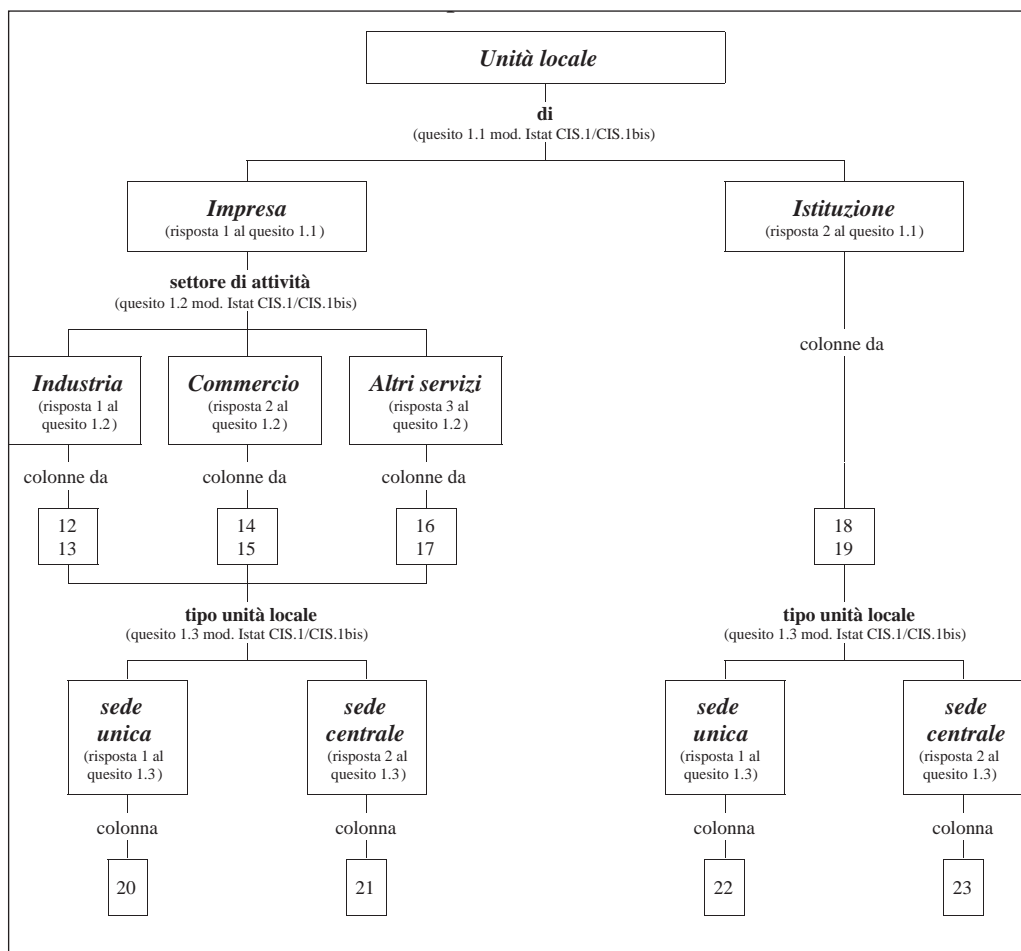 Unità locale
di
(quesito 1.1 mod. Istat CIS.1/CIS.1bis)
Impresa
(risposta 1 al quesito 1.1)
Istituzione
(risposta 2 al quesito 1.1)
settore di attività
(quesito 1.2 mod. Istat CIS.1/CIS.1bis)
colonne da
Industria
(risposta 1 al
quesito 1.2)
Commercio
(risposta 2 al
quesito 1.2)
Altri servizi
(risposta 3 al
quesito 1.2)
colonne da
colonne da
colonne da
12
13
14
15
16
17
18
19
tipo unità locale
(quesito 1.3 mod. Istat CIS.1/CIS.1bis)
tipo unità locale
(quesito 1.3 mod. Istat CIS.1/CIS.1bis)
sede
unica
(risposta 1 al
quesito 1.3)
sede
centrale
(risposta 2 al
quesito 1.3)
sede
unica
(risposta 1 al
quesito 1.3)
sede
centrale
(risposta 2 al
quesito 1.3)
colonna
colonna
colonna
colonna
20
21
22
23